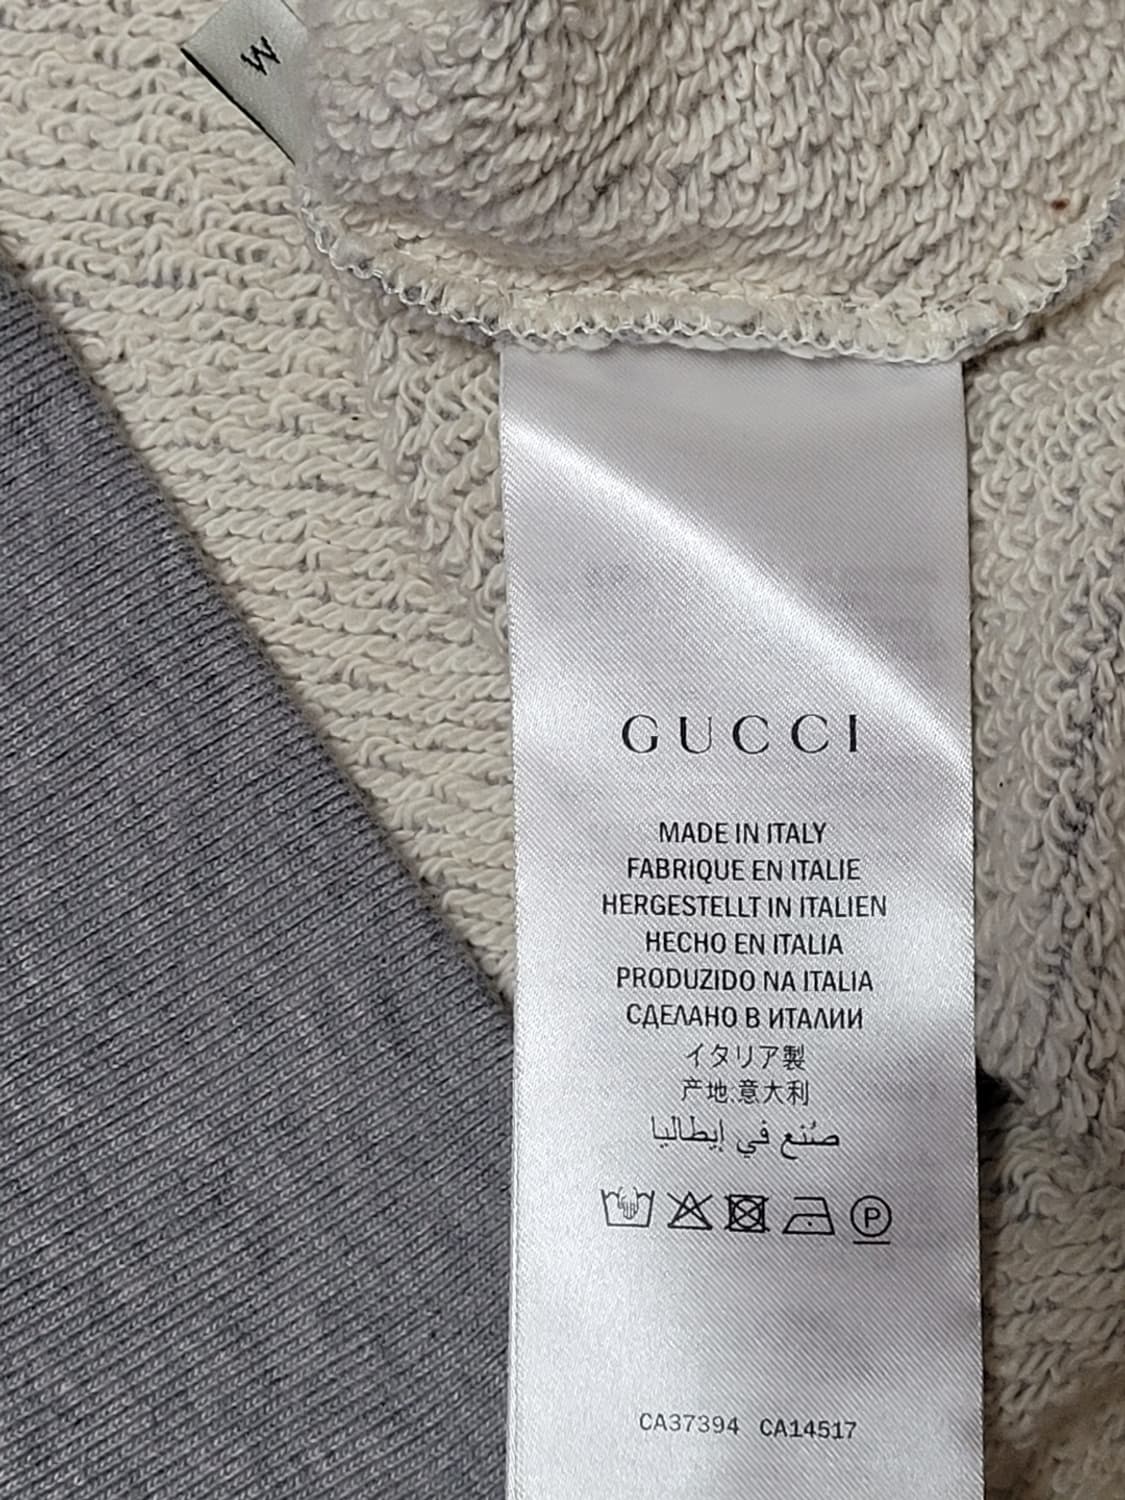 M
GUCCI
MADE IN ITALY
FABRIQUE EN ITALIE
HERGESTELLT IN ITALIEN
HECHO EN ITALIA
PRODUZIDO NA ITALIA
СДЕЛАНО В ИТАЛИИ
イタリア製
产地:意大利
صُنع في إيطاليا
P
CA37394 CA14517